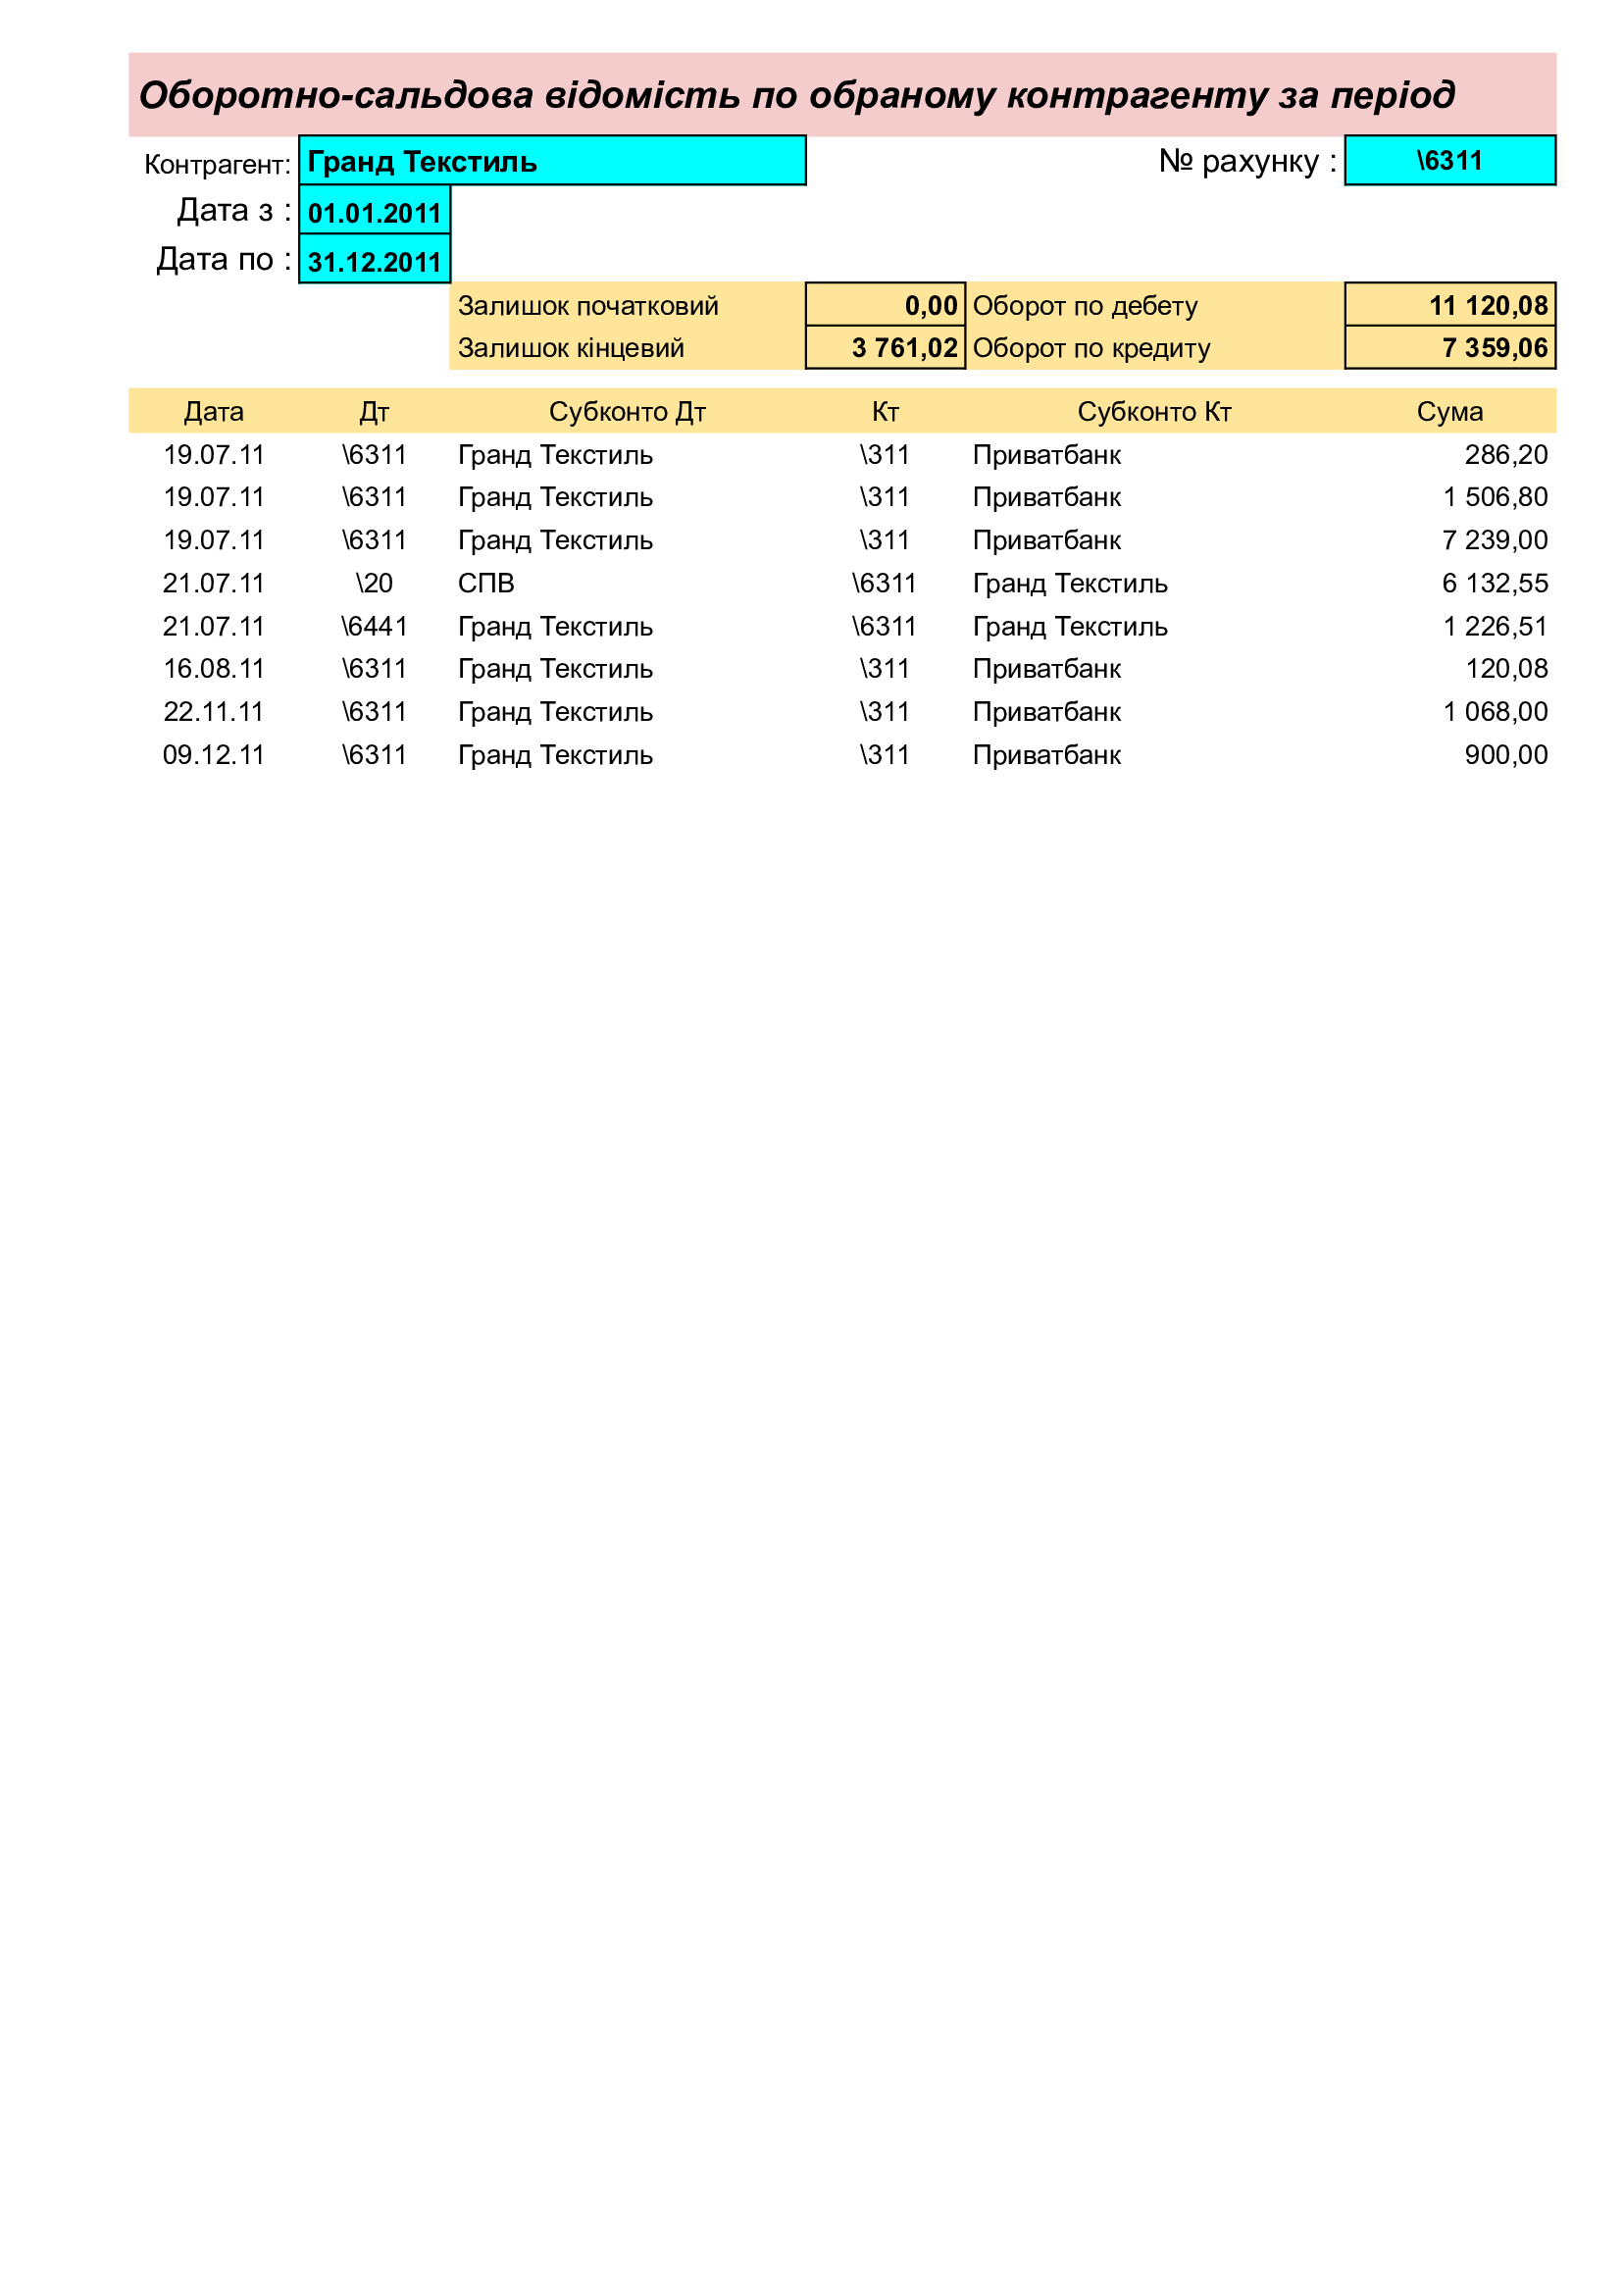 Оборотно-сальдова відомість по обраному контрагенту за період
Контрагент: Гранд Текстиль № рахунку : \6311
Дата з : 01.01.2011
Дата по : 31.12.2011
Залишок початковий 0,00 Оборот по дебету 11 120,08
Залишок кінцевий 3 761,02 Оборот по кредиту 7 359,06
Дата Дт Субконто Дт Кт Субконто Кт Сума
19.07.11 \6311 Гранд Текстиль \311 Приватбанк 286,20
19.07.11 \6311 Гранд Текстиль \311 Приватбанк 1 506,80
19.07.11 \6311 Гранд Текстиль \311 Приватбанк 7 239,00
21.07.11 \20 СПВ \6311 Гранд Текстиль 6 132,55
21.07.11 \6441 Гранд Текстиль \6311 Гранд Текстиль 1 226,51
16.08.11 \6311 Гранд Текстиль \311 Приватбанк 120,08
22.11.11 \6311 Гранд Текстиль \311 Приватбанк 1 068,00
09.12.11 \6311 Гранд Текстиль \311 Приватбанк 900,00